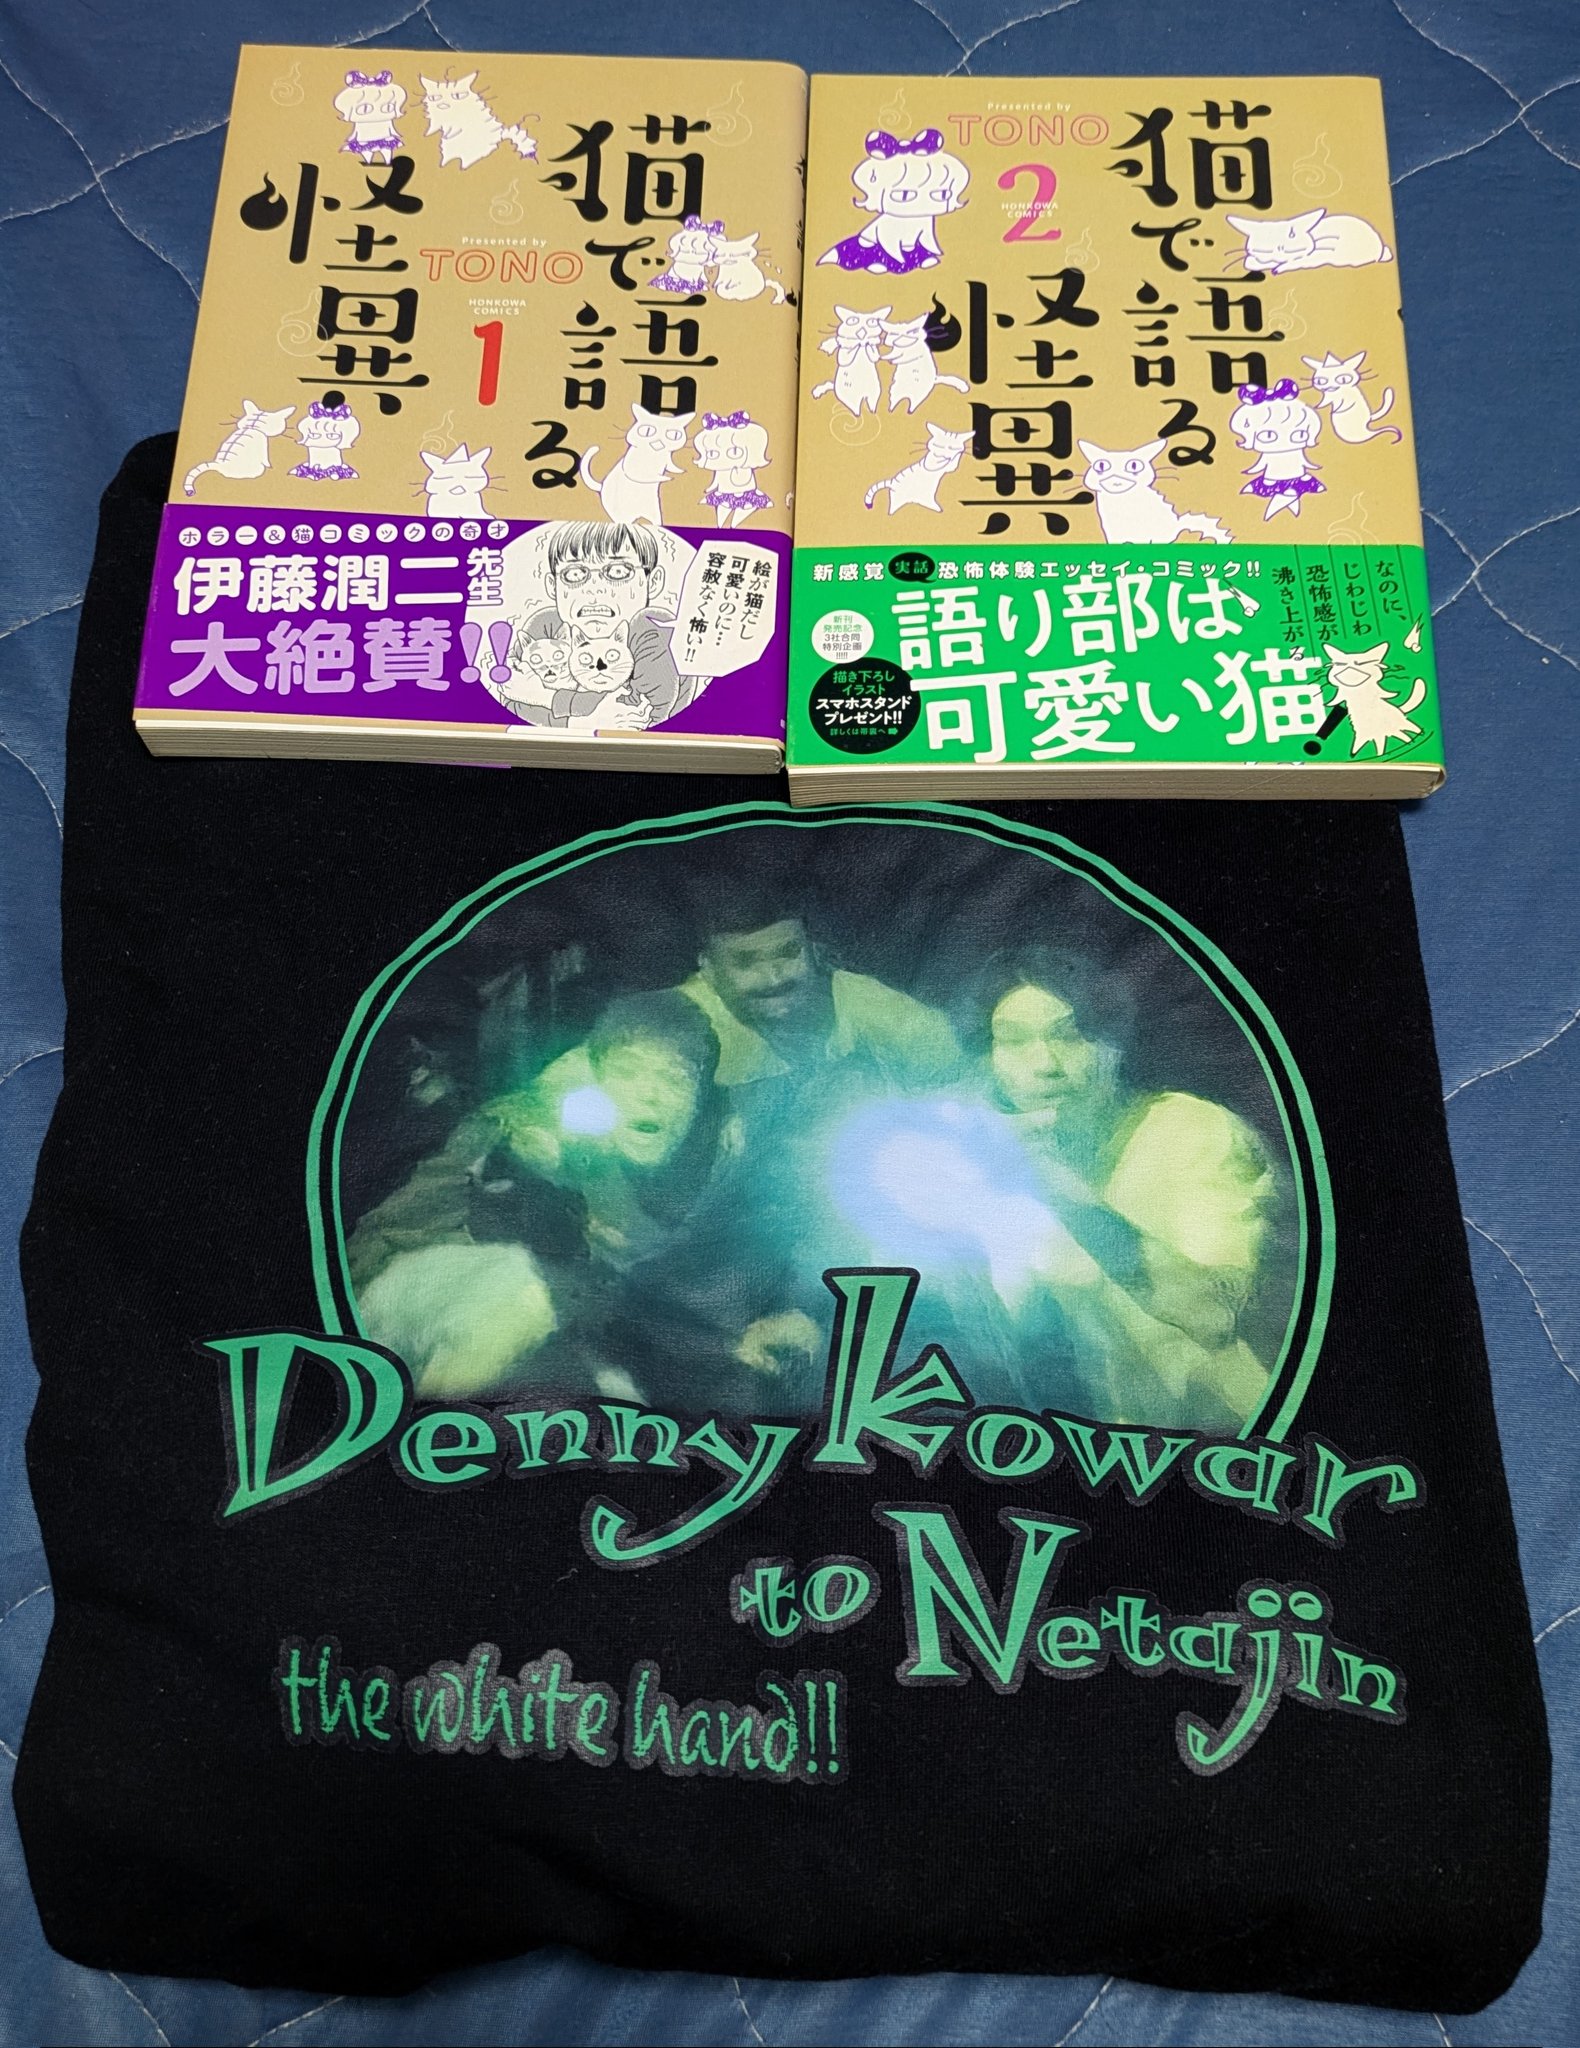 猫で語る
怪異
Presented by
TONO
HONKOWA
COMICS
1
ホラー&猫コミックの奇才
伊藤潤二先生
大絶賛!!
絵が猫だし
可愛いのに…
容赦なく怖い!!
Presented by
TONO
2
HONKOWA
COMICS
猫で語る
怪異
新感覚 実話 恐怖体験エッセイ・コミック!!
語り部は
可愛い猫!
なのに、
じわじわ
恐怖感が
沸き上がる
新刊
発売記念
3社合同
特別企画
!!!!!
描き下ろし
イラスト
スマホスタンド
プレゼント!!
詳しくは帯裏へ➡
Denny Kowar
to Netajin
the white hand!!